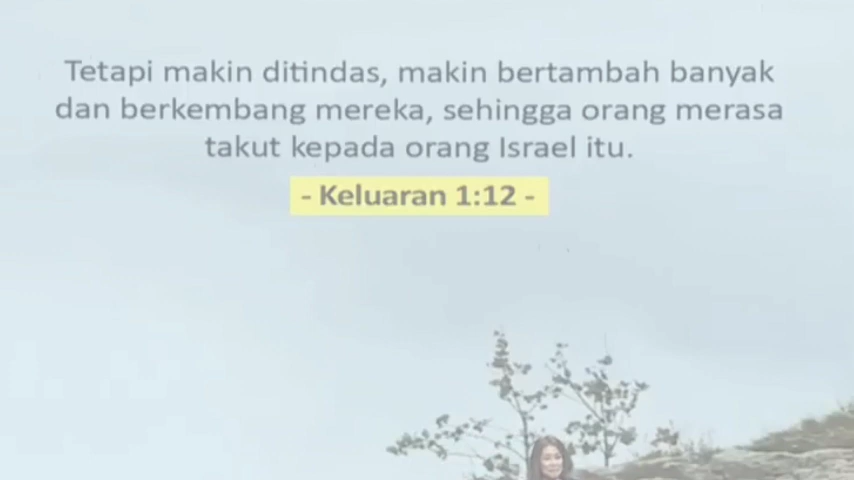 Tetapi makin ditindas, makin bertambah banyak
dan berkembang mereka, sehingga orang merasa
takut kepada orang Israel itu.
- Keluaran 1:12 -